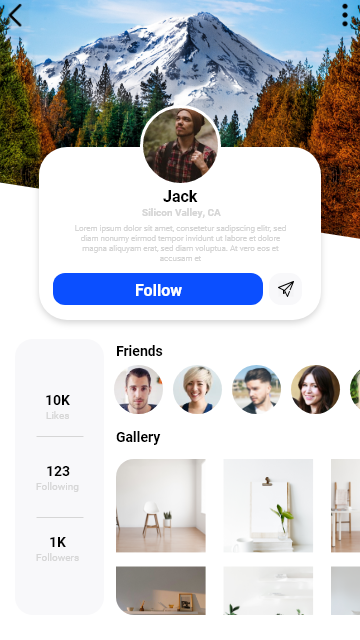 Jack
Silicon Valley, CA
Lorem ipsum dolor sit amet, consetetur sadipscing elitr, sed
diam nonumy eirmod tempor invidunt ut labore et dolore
magna aliquyam erat, sed diam voluptua. At vero eos et
accusam et
Follow
Friends
10K
Likes
Gallery
123
Following
1K
Followers